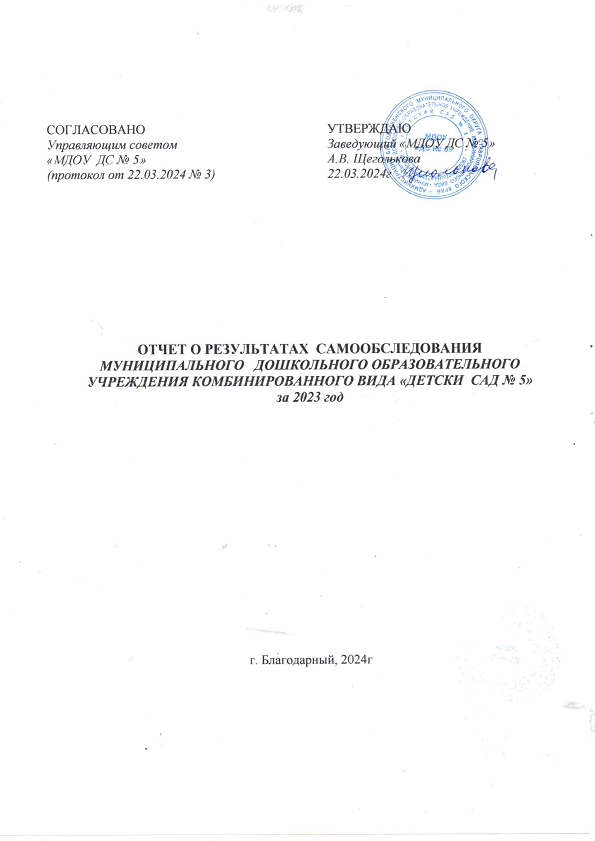 СОГЛАСОВАНО
Управляющим советом
«МДОУ ДС № 5»
(протокол от 22.03.2024 № 3)
УТВЕРЖДАЮ
Заведующий «МДОУ ДС № 5»
А.В. Щеголькова
22.03.2024г
ОТЧЕТ О РЕЗУЛЬТАТАХ САМООБСЛЕДОВАНИЯ
МУНИЦИПАЛЬНОГО ДОШКОЛЬНОГО ОБРАЗОВАТЕЛЬНОГО
УЧРЕЖДЕНИЯ КОМБИНИРОВАННОГО ВИДА «ДЕТСКИ САД № 5»
за 2023 год
г. Благодарный, 2024г